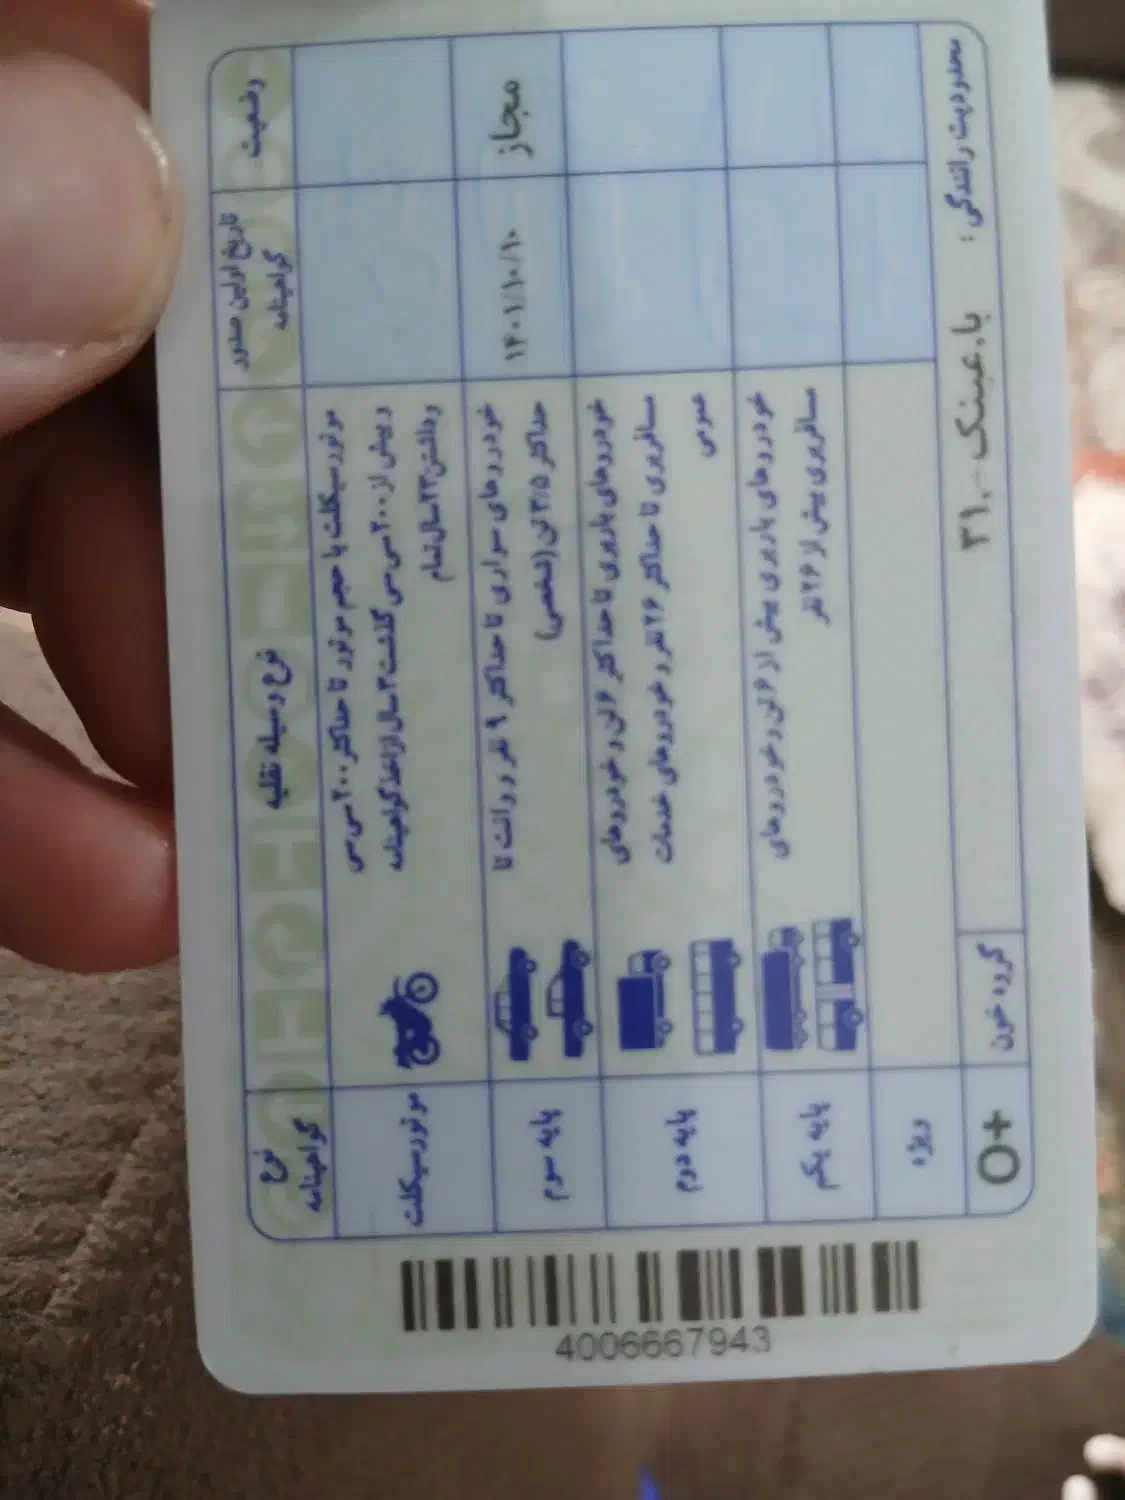 نوع گواهینامه
نوع وسیله نقلیه
تاریخ اولین صدور گواهینامه
وضعیت
موتورسیکلت
موتورسیکلت با حجم موتور تا حداکثر ۲۰۰ سی سی
و بیش از ۲۰۰ سی سی گذشت ۲ سال از اخذ گواهینامه
و داشتن ۲۳ سال تمام
پایه سوم
خودروهای سواری تا حداکثر ۹ نفر و وانت تا
حداکثر ۳/۵ تن (شخصی)
۱۴۰۱/۱۰/۱۰
مجاز
پایه دوم
خودروهای باربری تا حداکثر ۶ تن و خودروهای
مسافربری تا حداکثر ۲۶ نفر و خودروهای خدمات
عمومی
پایه یکم
خودروهای باربری بیش از ۶ تن و خودروهای
مسافربری بیش از ۲۶ نفر
ویژه
O+
گروه خون
محدودیت رانندگی :
با.عینک-۳۱۰
4006667943